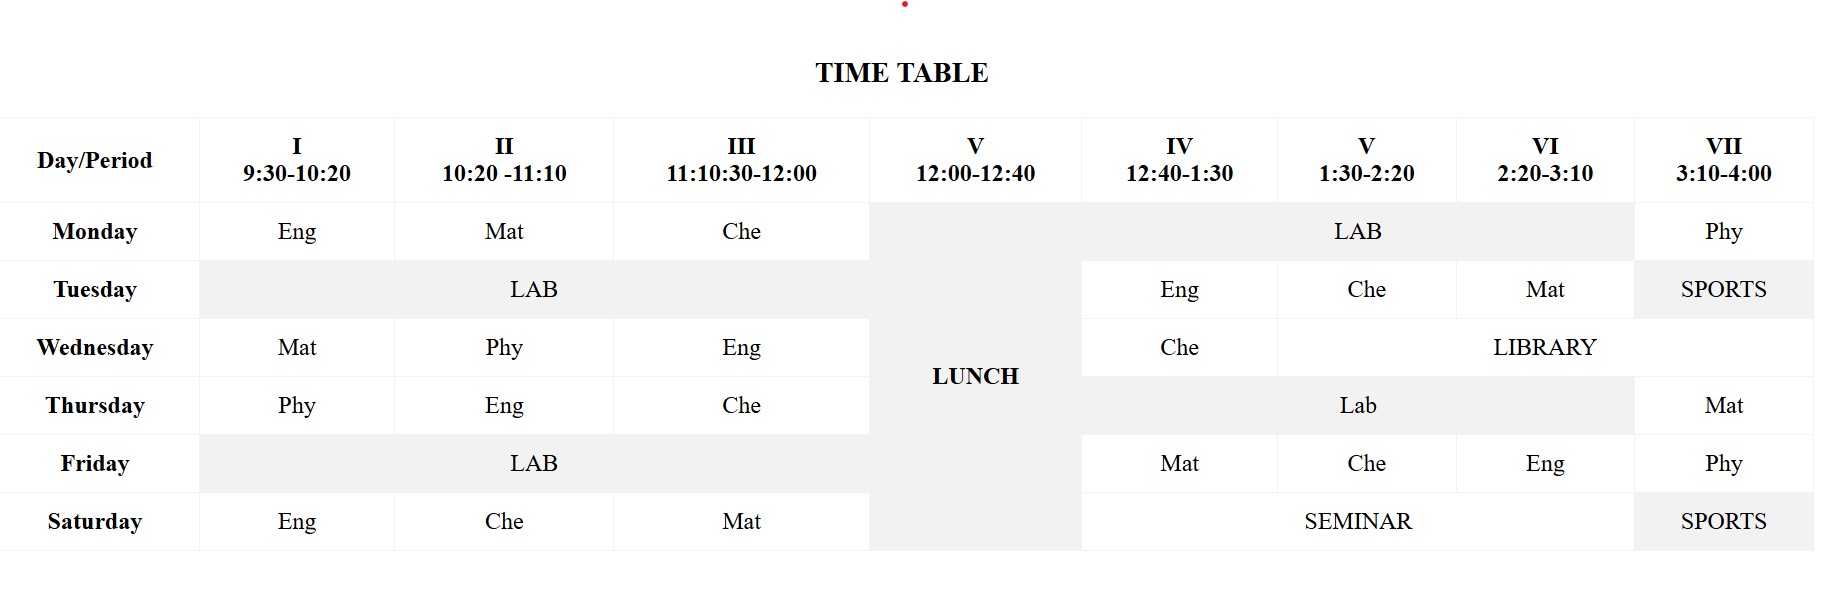 TIME TABLE
Day/Period I V IV V VI VII II III
9:30-10:20 10:20 -11:10 11:10:30-12:00 12:00-12:40 12:40-1:30 1:30-2:20 2:20-3:10 3:10-4:00
Monday Eng Mat Che LAB Phy
Tuesday LAB Eng Che Mat SPORTS
Wednesday Mat Phy Eng Che LIBRARY
LUNCH
Thursday Phy Eng Che Lab Mat
Friday LAB Mat Che Eng Phy
Saturday Eng Che Mat SEMINAR SPORTS